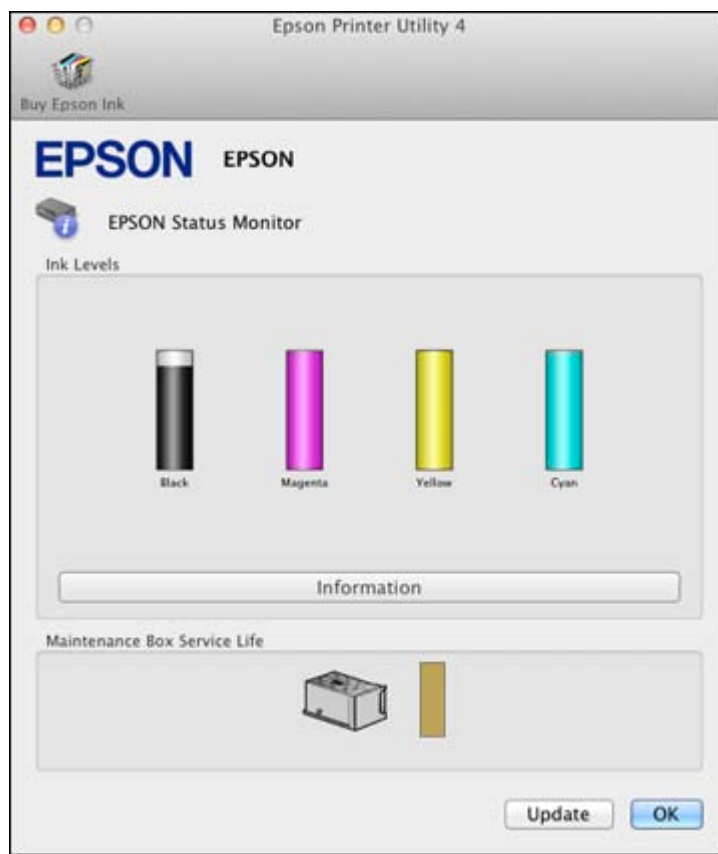 Epson Printer Utility 4
Buy Epson Ink
EPSON EPSON
EPSON Status Monitor
Ink Levels
Black Magenta Yellow Cyan
Information
Maintenance Box Service Life
Update OK